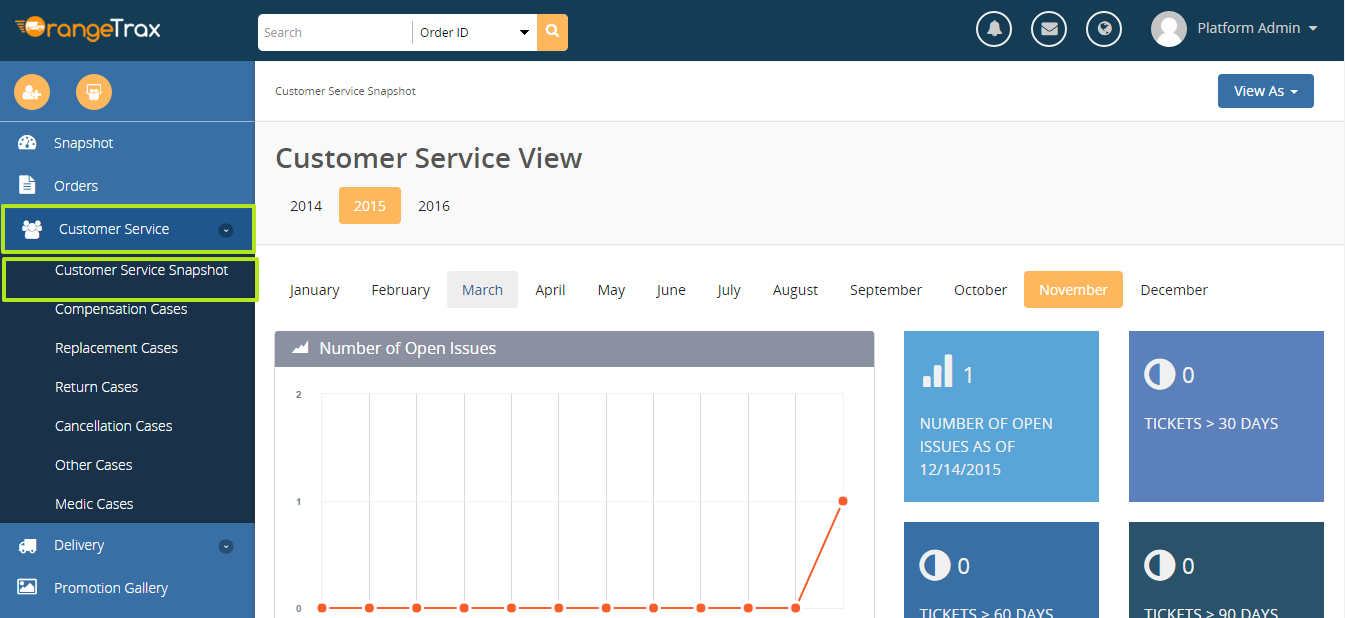 OrangeTrax
Search
Order ID
Platform Admin
Customer Service Snapshot
View As
Snapshot
Orders
Customer Service
Customer Service Snapshot
Compensation Cases
Replacement Cases
Return Cases
Cancellation Cases
Other Cases
Medic Cases
Delivery
Promotion Gallery
Customer Service View
2014 2015 2016
January February March April May June July August September October November December
Number of Open Issues
2
1
0
1
NUMBER OF OPEN
ISSUES AS OF
12/14/2015
0
TICKETS > 30 DAYS
0
TICKETS > 60 DAYS
0
TICKETS > 90 DAYS